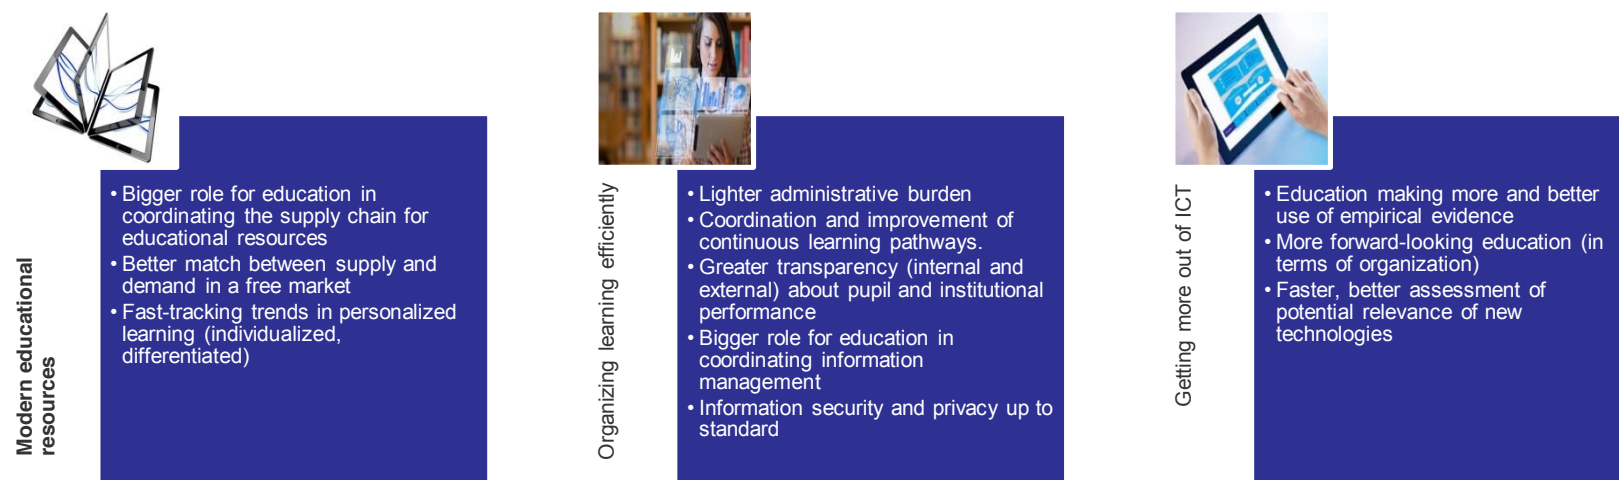 Modern educational
resources
• Bigger role for education in
coordinating the supply chain for
educational resources
• Better match between supply and
demand in a free market
• Fast-tracking trends in personalized
learning (individualized,
differentiated)
Organizing learning efficiently
• Lighter administrative burden
• Coordination and improvement of
continuous learning pathways.
• Greater transparency (internal and
external) about pupil and institutional
performance
• Bigger role for education in
coordinating information
management
• Information security and privacy up to
standard
Getting more out of ICT
• Education making more and better
use of empirical evidence
• More forward-looking education (in
terms of organization)
• Faster, better assessment of
potential relevance of new
technologies